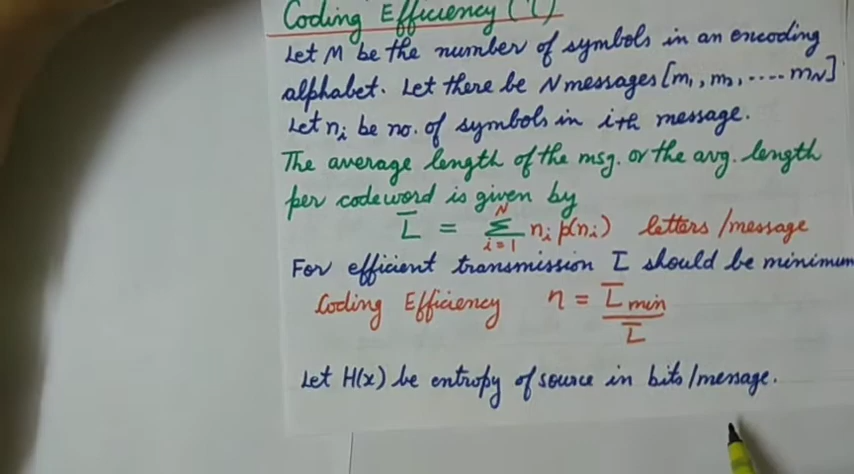 Coding Efficiency (η)
Let M be the number of symbols in an encoding
alphabet. Let there be N messages [m₁, m₂, .... mN]
Let nᵢ be no. of symbols in ith message.
The average length of the msg. or the avg. length
per codeword is given by
L̄ = Σᵢ₌₁ᴺ nᵢ p(nᵢ) letters/message
For efficient transmission L̄ should be minimum
Coding Efficiency η = L̄ min / L̄
Let H(x) be entropy of source in bits/message.